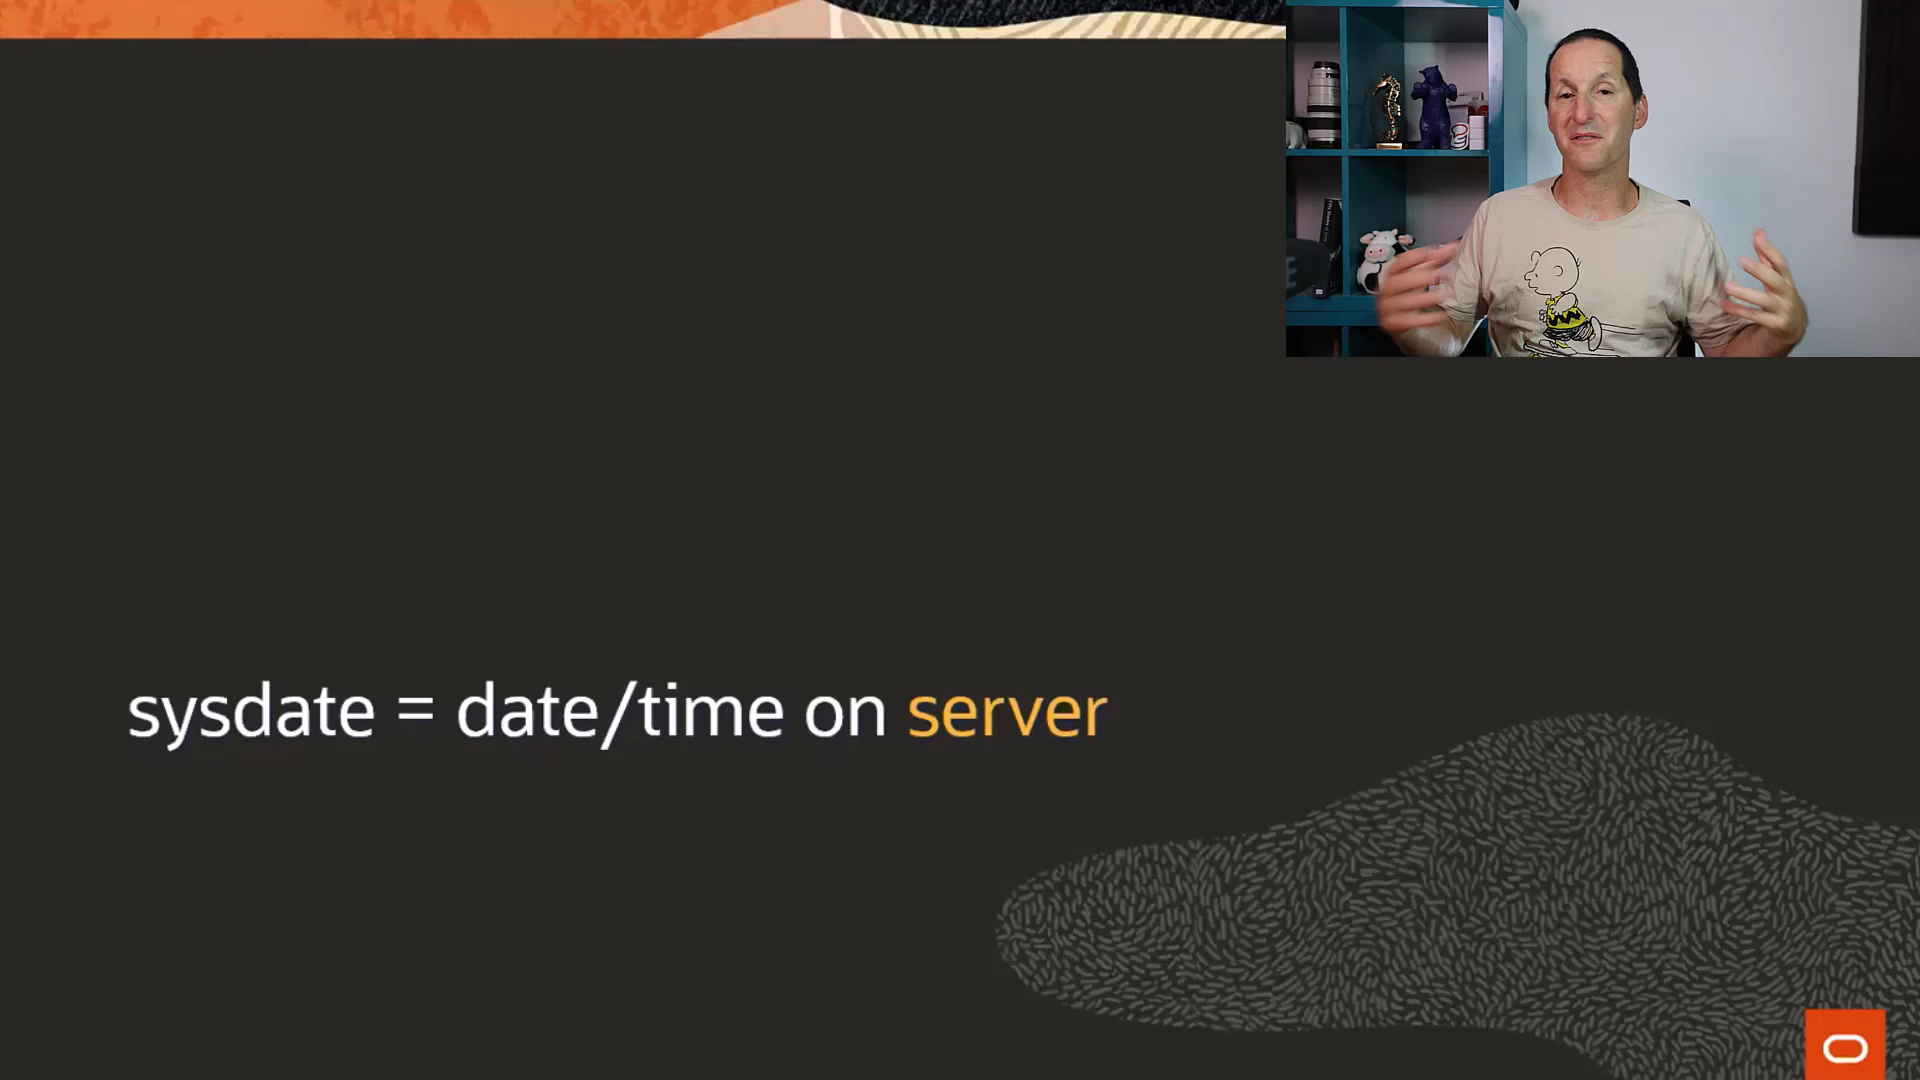 sysdate = date/time on server